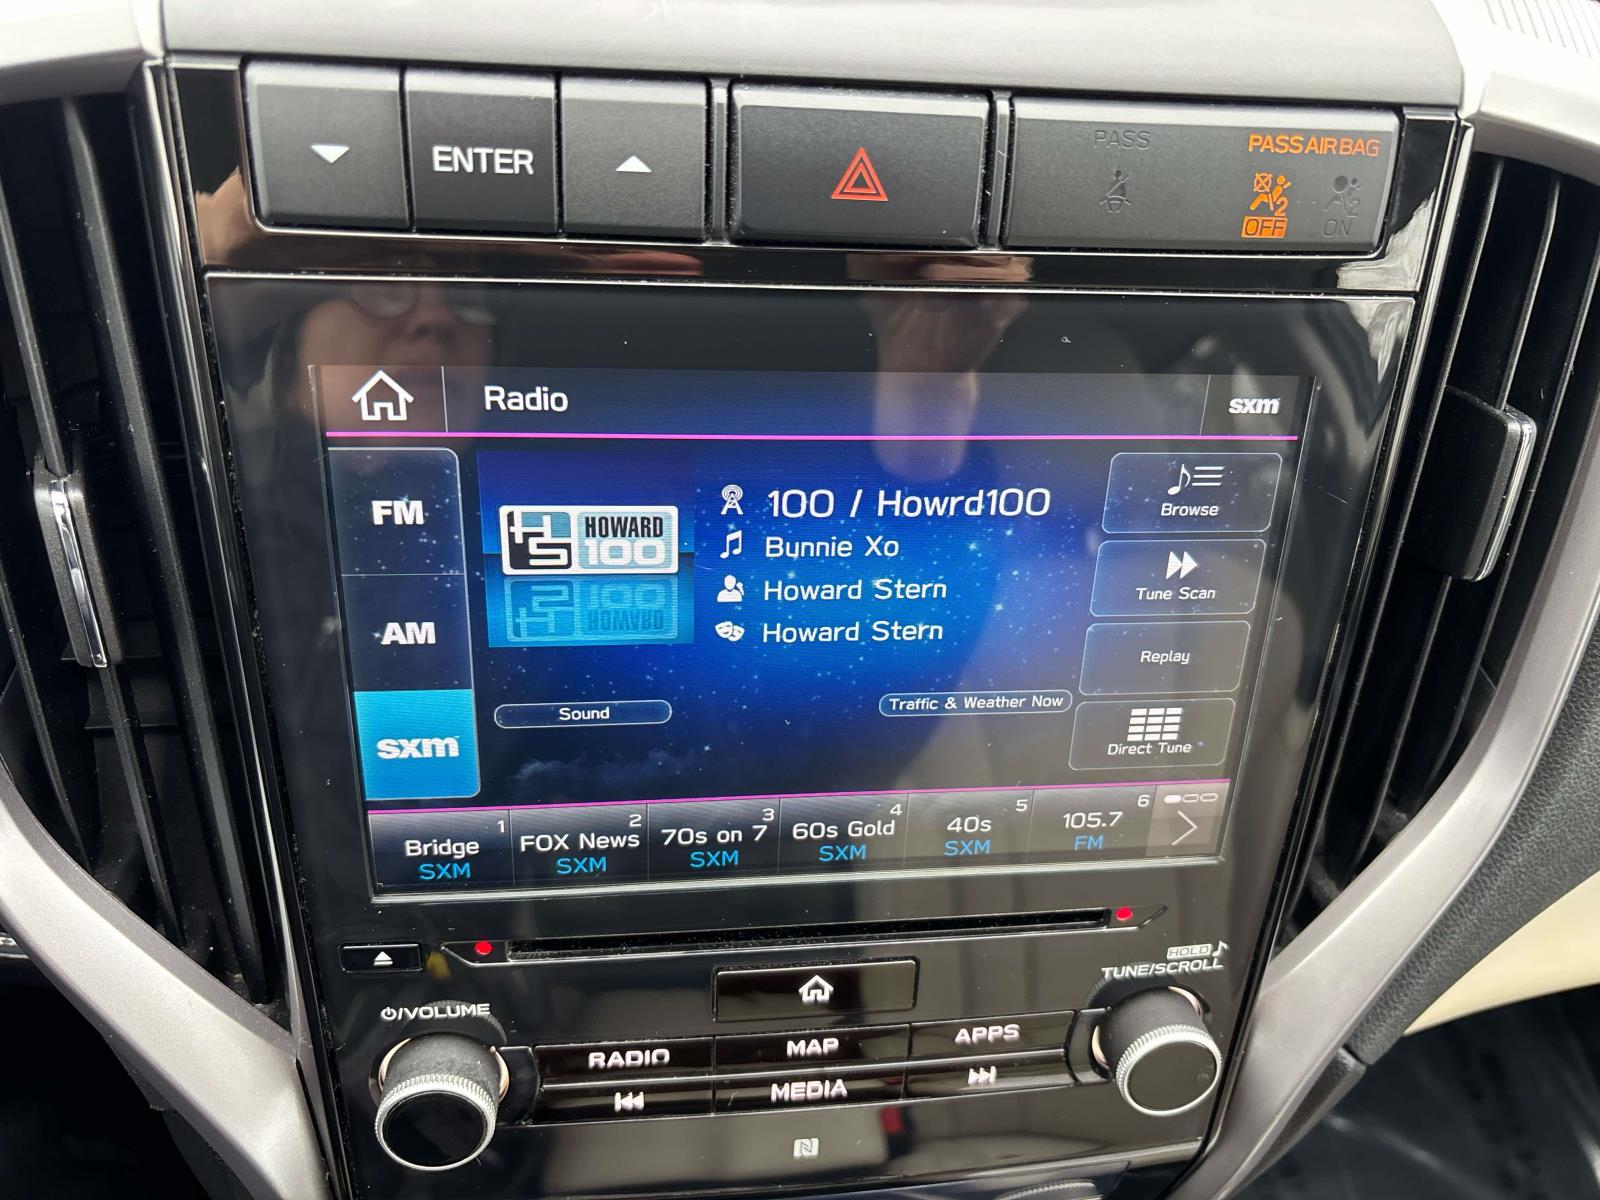 ENTER
PASS
PASS AIR BAG
2
OFF
2
ON
Radio
sxm
FM
AM
sxm
HS
HOWARD
100
100 / Howrd100
Bunnie Xo
Howard Stern
Howard Stern
Sound
Traffic & Weather Now
Browse
Tune Scan
Replay
Direct Tune
1
Bridge
SXM
2
FOX News
SXM
3
70s on 7
SXM
4
60s Gold
SXM
5
40s
SXM
6
105.7
FM
HOLD
TUNE/SCROLL
/VOLUME
RADIO
MAP
APPS
MEDIA
N